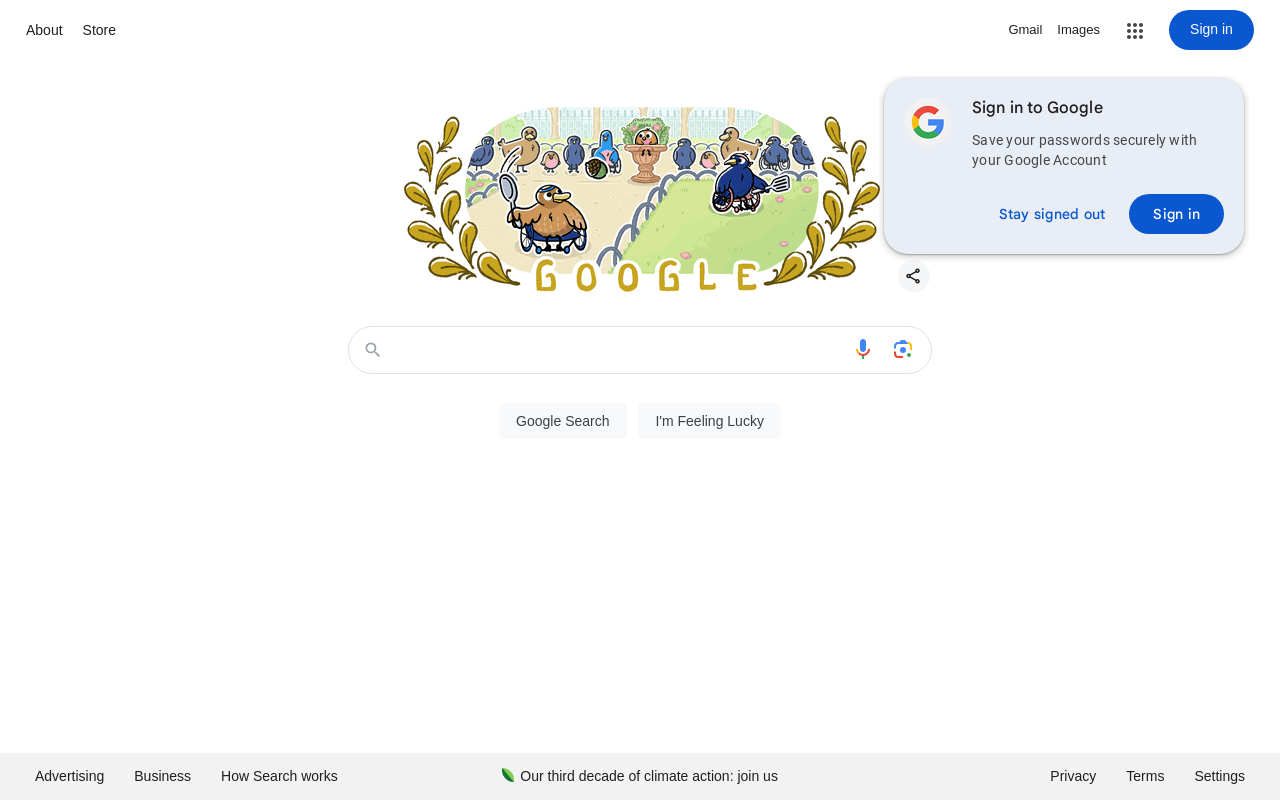 About
Store
Gmail
Images
Sign in
Sign in to Google
Save your passwords securely with
your Google Account
Stay signed out
Sign in
GOOGLE
Google Search
I'm Feeling Lucky
Advertising
Business
How Search works
Our third decade of climate action: join us
Privacy
Terms
Settings